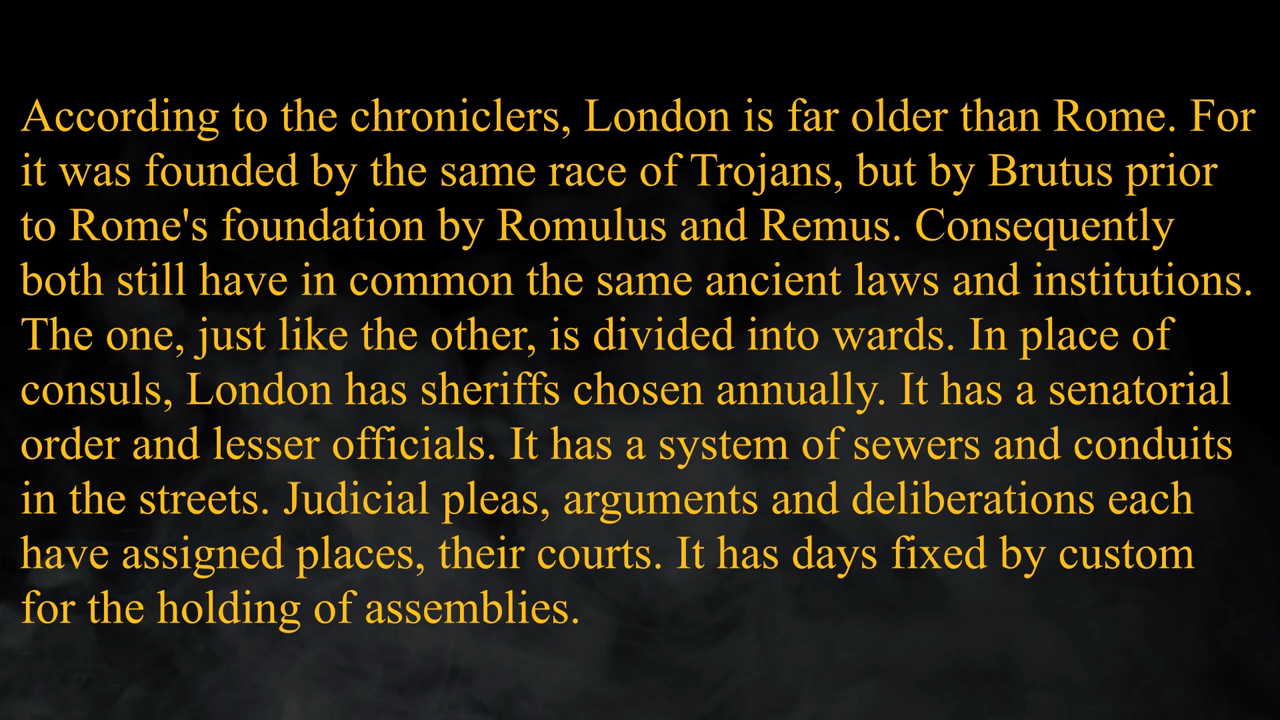 According to the chroniclers, London is far older than Rome. For
it was founded by the same race of Trojans, but by Brutus prior
to Rome's foundation by Romulus and Remus. Consequently
both still have in common the same ancient laws and institutions.
The one, just like the other, is divided into wards. In place of
consuls, London has sheriffs chosen annually. It has a senatorial
order and lesser officials. It has a system of sewers and conduits
in the streets. Judicial pleas, arguments and deliberations each
have assigned places, their courts. It has days fixed by custom
for the holding of assemblies.